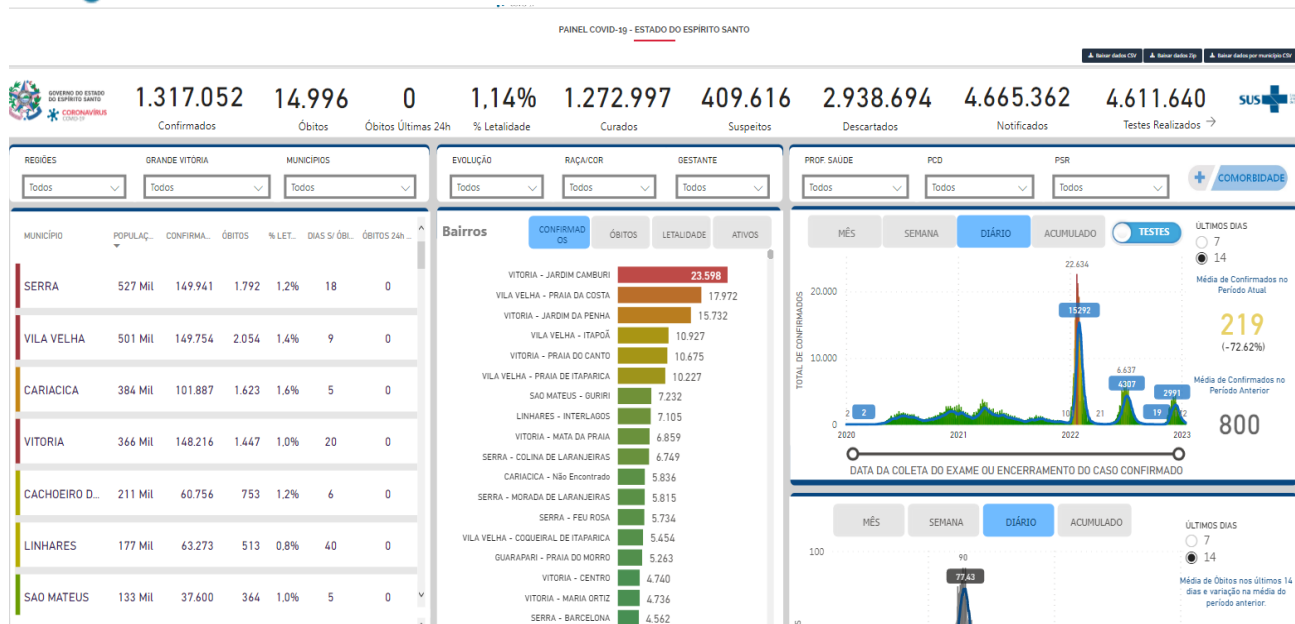 PAINEL COVID-19 - ESTADO DO ESPÍRITO SANTO
Baixar dados CSV Baixar dados Zip Baixar dados por município CSV
GOVERNO DO ESTADO
DO ESPÍRITO SANTO
CORONAVÍRUS
1.317.052 14.996 0 1,14% 1.272.997 409.616 2.938.694 4.665.362 4.611.640 SUS
Confirmados Óbitos Óbitos Últimas 24h % Letalidade Curados Suspeitos Descartados Notificados Testes Realizados
REGIÕES GRANDE VITÓRIA MUNICÍPIOS EVOLUÇÃO RAÇA/COR GESTANTE PROF. SAÚDE PCD PSR
Todos Todos Todos Todos Todos Todos Todos Todos Todos
COMORBIDADE
MUNICÍPIO POPULAÇ... CONFIRMA... ÓBITOS % LET... DIAS S/ ÓBI... ÓBITOS 24h ...
SERRA 527 Mil 149.941 1.792 1,2% 18 0
VILA VELHA 501 Mil 149.754 2.054 1,4% 9 0
CARIACICA 384 Mil 101.887 1.623 1,6% 5 0
VITORIA 366 Mil 148.216 1.447 1,0% 20 0
CACHOEIRO D... 211 Mil 60.756 753 1,2% 6 0
LINHARES 177 Mil 63.273 513 0,8% 40 0
SAO MATEUS 133 Mil 37.600 364 1,0% 5 0
Bairros
CONFIRMAD
OS
ÓBITOS LETALIDADE ATIVOS
VITORIA - JARDIM CAMBURI 23.598
VILA VELHA - PRAIA DA COSTA 17.972
VITORIA - JARDIM DA PENHA 15.732
VILA VELHA - ITAPOÃ 10.927
VITORIA - PRAIA DO CANTO 10.675
VILA VELHA - PRAIA DE ITAPARICA 10.227
SAO MATEUS - GURIRI 7.232
LINHARES - INTERLAGOS 7.105
VITORIA - MATA DA PRAIA 6.859
SERRA - COLINA DE LARANJEIRAS 6.749
CARIACICA - Não Encontrado 5.836
SERRA - MORADA DE LARANJEIRAS 5.815
SERRA - FEU ROSA 5.734
VILA VELHA - COQUEIRAL DE ITAPARICA 5.454
GUARAPARI - PRAIA DO MORRO 5.263
VITORIA - CENTRO 4.740
VITORIA - MARIA ORTIZ 4.736
SERRA - BARCELONA 4.562
MÊS SEMANA DIÁRIO ACUMULADO TESTES
TOTAL DE CONFIRMADOS
20.000
10.000
0
22.634
15292
6.637
4307
2991
2 2 10 21 19
2020 2021 2022 2023
DATA DA COLETA DO EXAME OU ENCERRAMENTO DO CASO CONFIRMADO
ÚLTIMOS DIAS
7
14
Média de Confirmados no
Período Atual
219
(-72.62%)
Média de Confirmados no
Período Anterior
800
MÊS SEMANA DIÁRIO ACUMULADO
100
90
77,43
ÚLTIMOS DIAS
7
14
Média de Óbitos nos últimos 14
dias e variação na média do
período anterior.